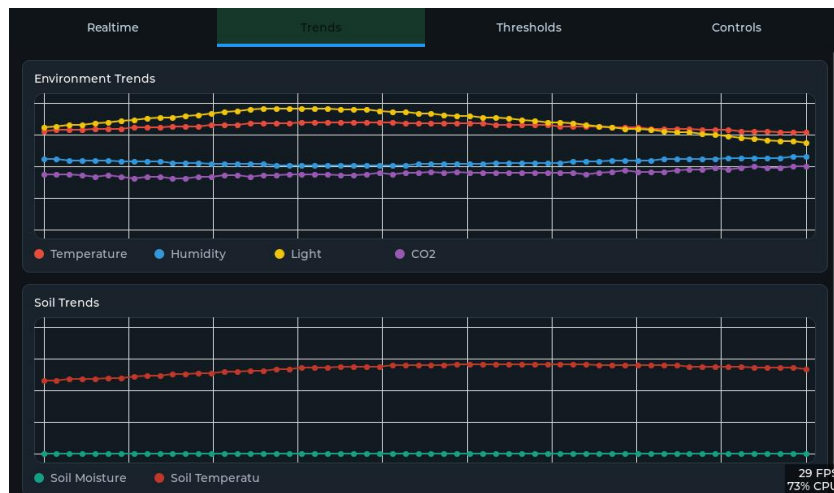 Realtime
Trends
Thresholds
Controls
Environment Trends
Temperature
Humidity
Light
CO2
Soil Trends
Soil Moisture
Soil Temperatu
29 FPS
73% CPU